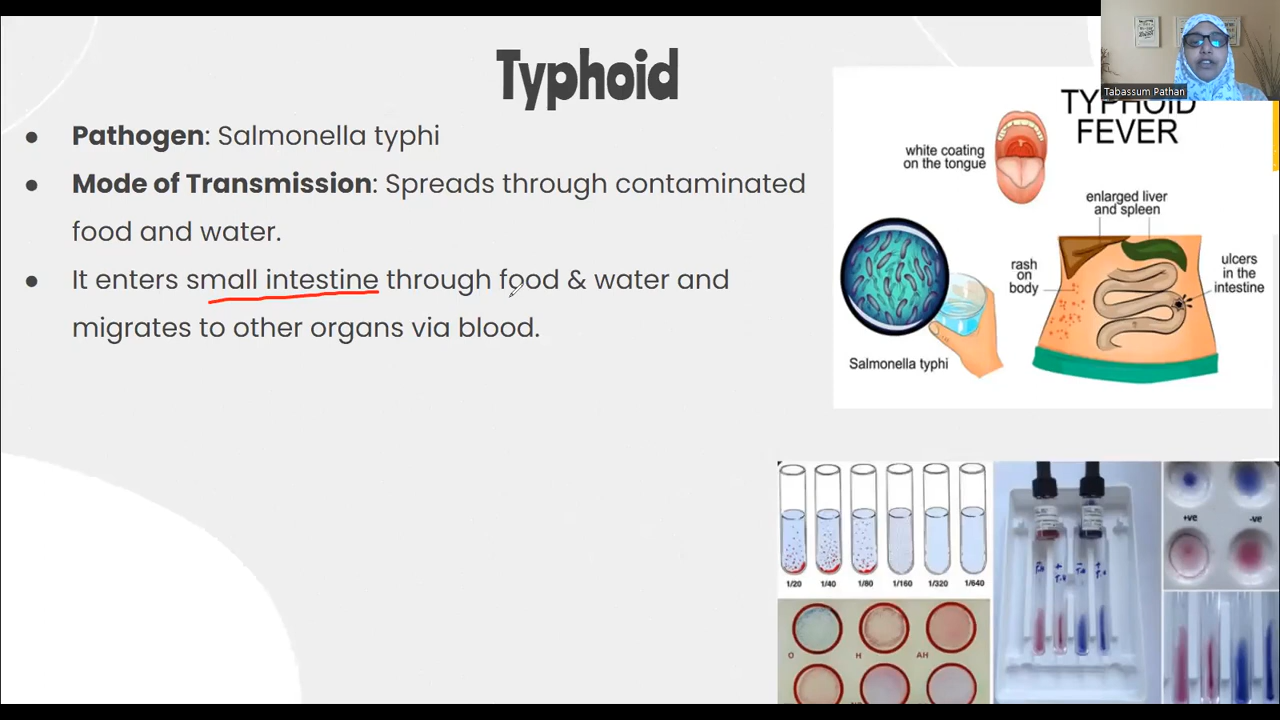 Typhoid
● Pathogen: Salmonella typhi
● Mode of Transmission: Spreads through contaminated
food and water.
● It enters small intestine through food & water and
migrates to other organs via blood.
Tabassum Pathan
TYPHOID
FEVER
white coating
on the tongue
enlarged liver
and spleen
rash
on
body
ulcers
in the
intestine
Salmonella typhi
1/20 1/40 1/80 1/160 1/320 1/640
O H AH
+ve -ve